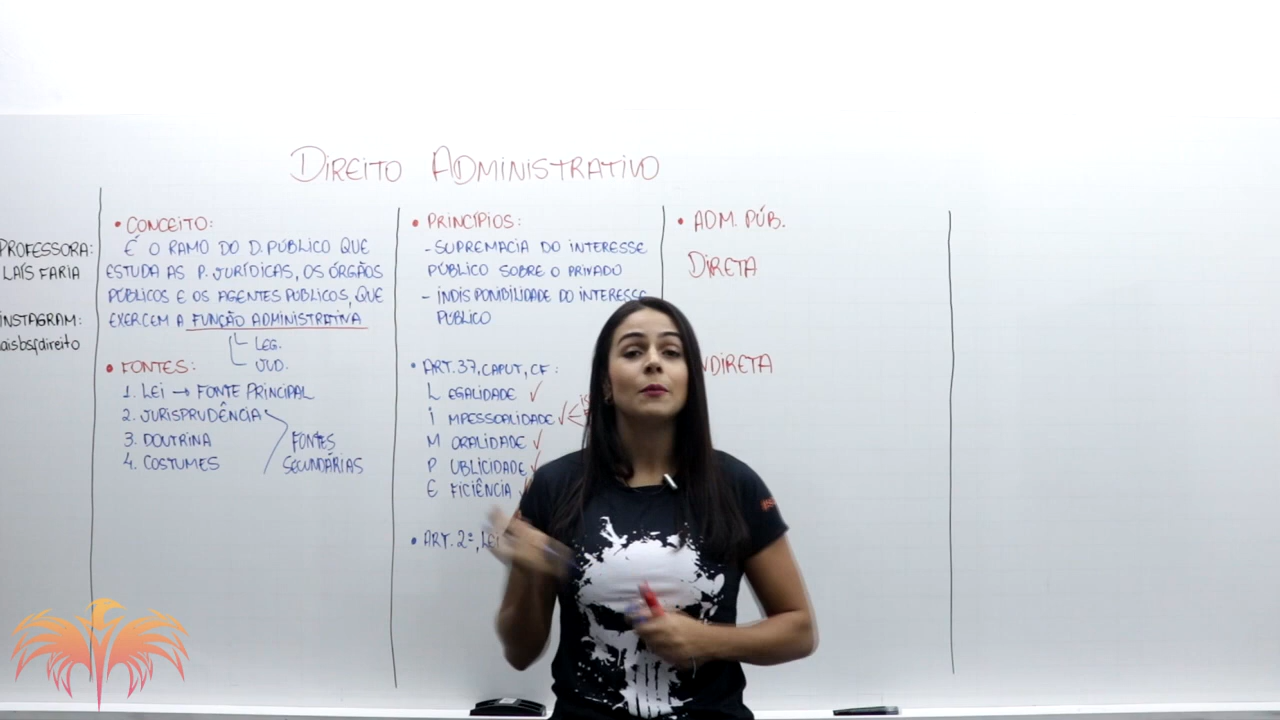 DIREITO ADMINISTRATIVO
PROFESSORA:
LAÍS FARIA
INSTAGRAM:
aisbsfdireito
• CONCEITO:
É O RAMO DO D. PÚBLICO QUE
ESTUDA AS P. JURÍDICAS, OS ÓRGÃOS
PÚBLICOS E OS AGENTES PÚBLICOS, QUE
EXERCEM A FUNÇÃO ADMINISTRATIVA
LEG.
JUD.
• FONTES:
1. LEI → FONTE PRINCIPAL
2. JURISPRUDÊNCIA
3. DOUTRINA
4. COSTUMES
FONTES
SECUNDÁRIAS
• PRINCÍPIOS:
- SUPREMACIA DO INTERESSE
PÚBLICO SOBRE O PRIVADO
- INDISPONIBILIDADE DO INTERESSE
PÚBLICO
• ART. 37, CAPUT, CF:
L EGALIDADE ✓
I MPESSOALIDADE ✓
M ORALIDADE ✓
P UBLICIDADE ✓
E FICIÊNCIA ✓
• ART. 2º, LEI
• ADM. PÚB.
DIRETA
NDIRETA